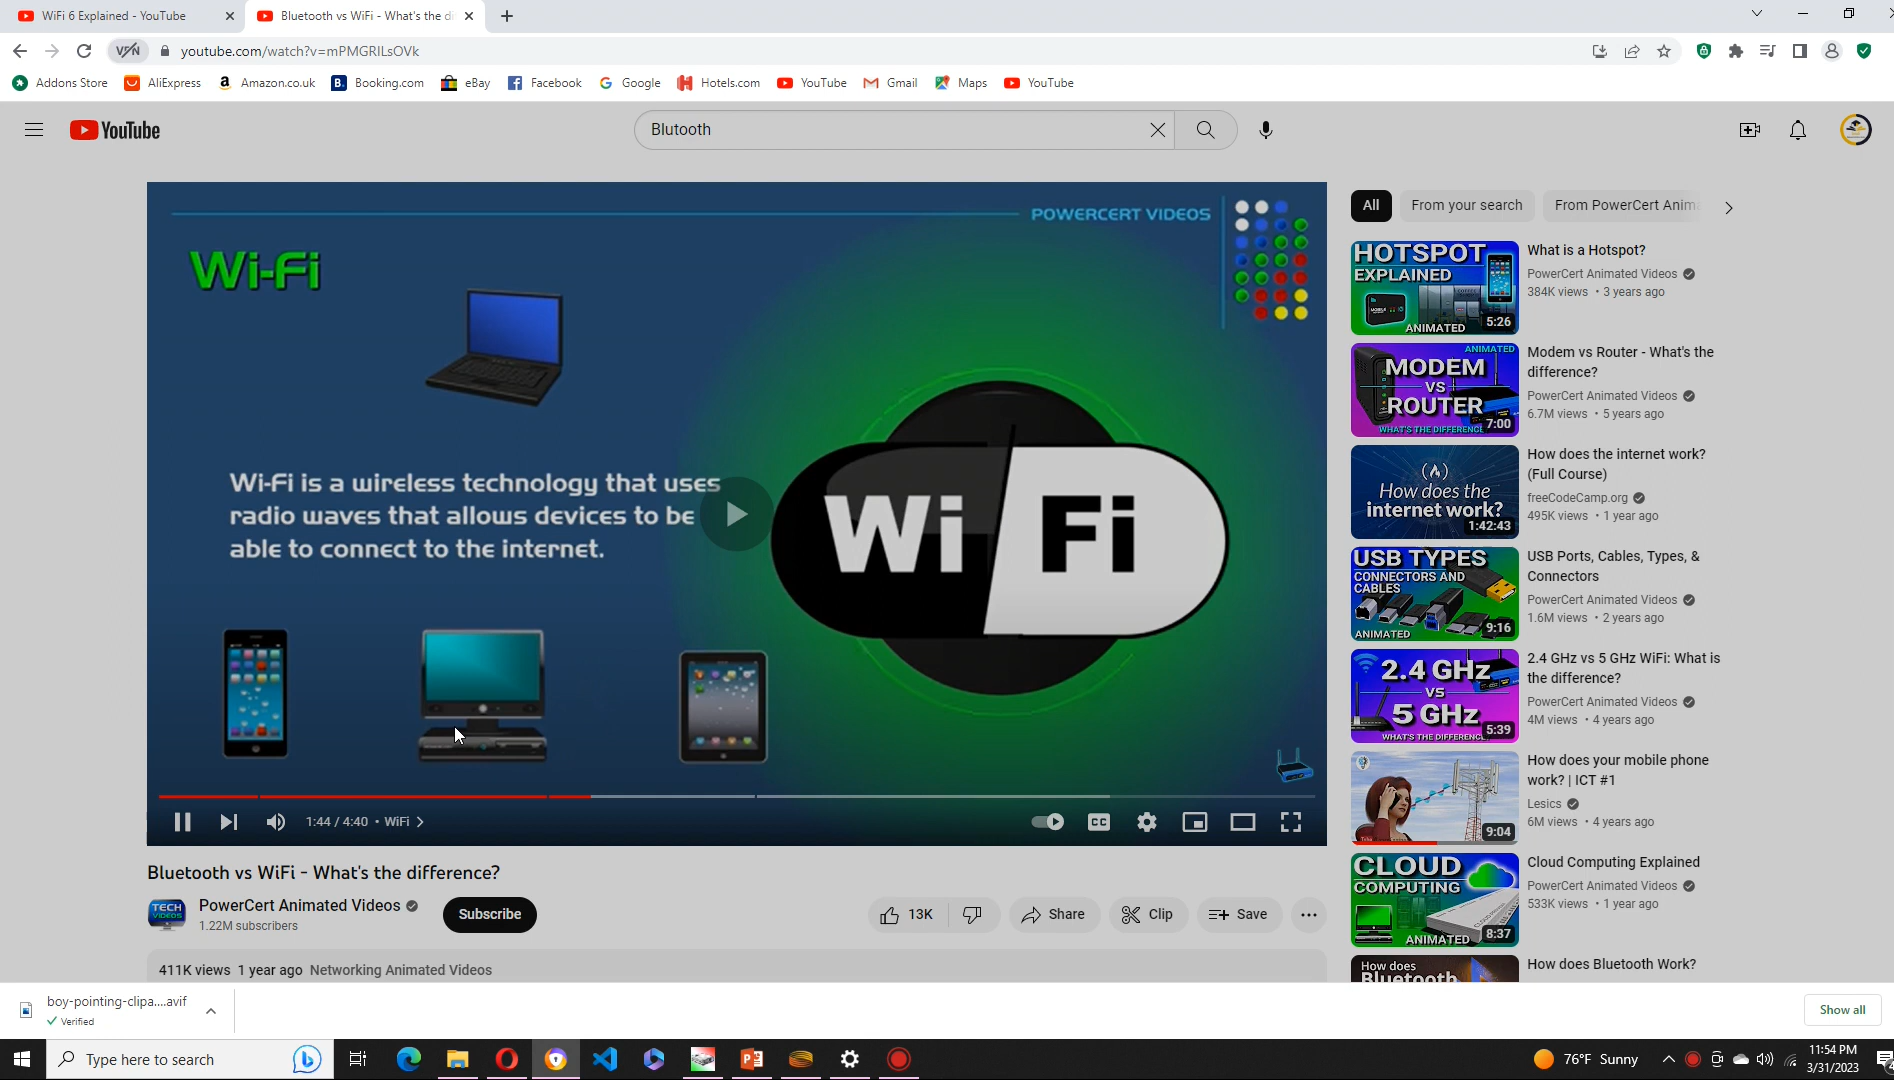 WiFi 6 Explained - YouTube
Bluetooth vs WiFi - What's the di
VPN
youtube.com/watch?v=mPMGRILsOVk
Addons Store
AliExpress
Amazon.co.uk
Booking.com
eBay
Facebook
Google
Hotels.com
YouTube
Gmail
Maps
YouTube
YouTube
Blutooth
POWERCERT VIDEOS
Wi-Fi
Wi-Fi is a wireless technology that uses
radio waves that allows devices to be
able to connect to the internet.
Wi Fi
1:44 / 4:40 • WiFi
CC
Bluetooth vs WiFi - What's the difference?
TECH
VIDEOS
PowerCert Animated Videos
1.22M subscribers
Subscribe
13K
Share
Clip
Save
411K views 1 year ago Networking Animated Videos
All
From your search
From PowerCert Anima
HOTSPOT
EXPLAINED
ANIMATED
5:26
What is a Hotspot?
PowerCert Animated Videos
384K views • 3 years ago
ANIMATED
MODEM
VS
ROUTER
WHAT'S THE DIFFERENCE
7:00
Modem vs Router - What's the
difference?
PowerCert Animated Videos
6.7M views • 5 years ago
How does the
internet work?
1:42:43
How does the internet work?
(Full Course)
freeCodeCamp.org
495K views • 1 year ago
USB TYPES
CONNECTORS AND
CABLES
ANIMATED
9:16
USB Ports, Cables, Types, &
Connectors
PowerCert Animated Videos
1.6M views • 2 years ago
2.4 GHz
VS
5 GHz
WHAT'S THE DIFFERENC
5:39
2.4 GHz vs 5 GHz WiFi: What is
the difference?
PowerCert Animated Videos
4M views • 4 years ago
9:04
How does your mobile phone
work? | ICT #1
Lesics
6M views • 4 years ago
CLOUD
COMPUTING
ANIMATED
8:37
Cloud Computing Explained
PowerCert Animated Videos
533K views • 1 year ago
How does
Bluetooth
How does Bluetooth Work?
boy-pointing-clipa....avif
Verified
Show all
Type here to search
76°F Sunny
11:54 PM
3/31/2023